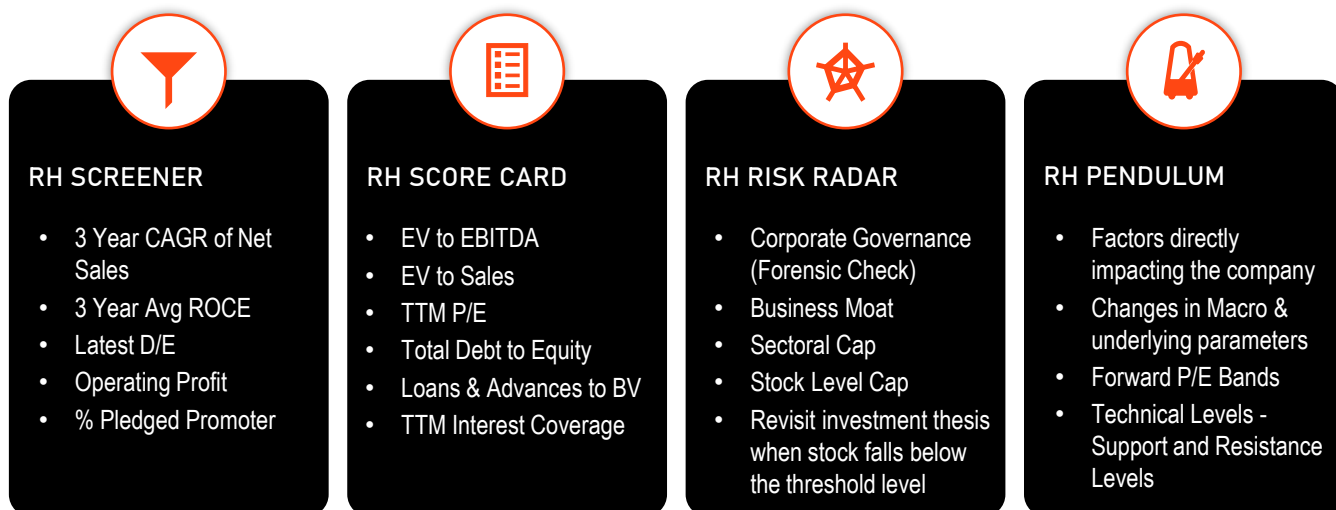 RH SCREENER
• 3 Year CAGR of Net
Sales
• 3 Year Avg ROCE
• Latest D/E
• Operating Profit
• % Pledged Promoter
RH SCORE CARD
• EV to EBITDA
• EV to Sales
• TTM P/E
• Total Debt to Equity
• Loans & Advances to BV
• TTM Interest Coverage
RH RISK RADAR
• Corporate Governance
(Forensic Check)
• Business Moat
• Sectoral Cap
• Stock Level Cap
• Revisit investment thesis
when stock falls below
the threshold level
RH PENDULUM
• Factors directly
impacting the company
• Changes in Macro &
underlying parameters
• Forward P/E Bands
• Technical Levels -
Support and Resistance
Levels